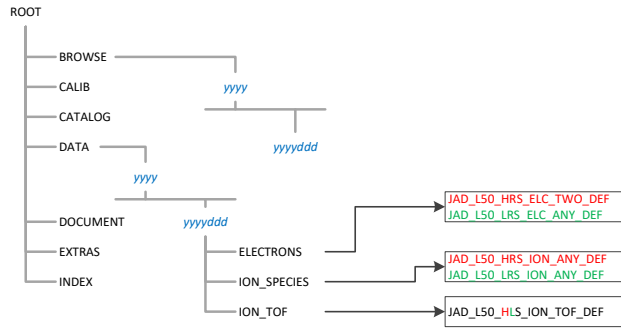 ROOT
BROWSE
CALIB
yyyy
CATALOG
DATA
yyyyddd
yyyy
JAD_L50_HRS_ELC_TWO_DEF
JAD_L50_LRS_ELC_ANY_DEF
DOCUMENT
yyyyddd
EXTRAS
ELECTRONS
JAD_L50_HRS_ION_ANY_DEF
JAD_L50_LRS_ION_ANY_DEF
INDEX
ION_SPECIES
ION_TOF
JAD_L50_HLS_ION_TOF_DEF